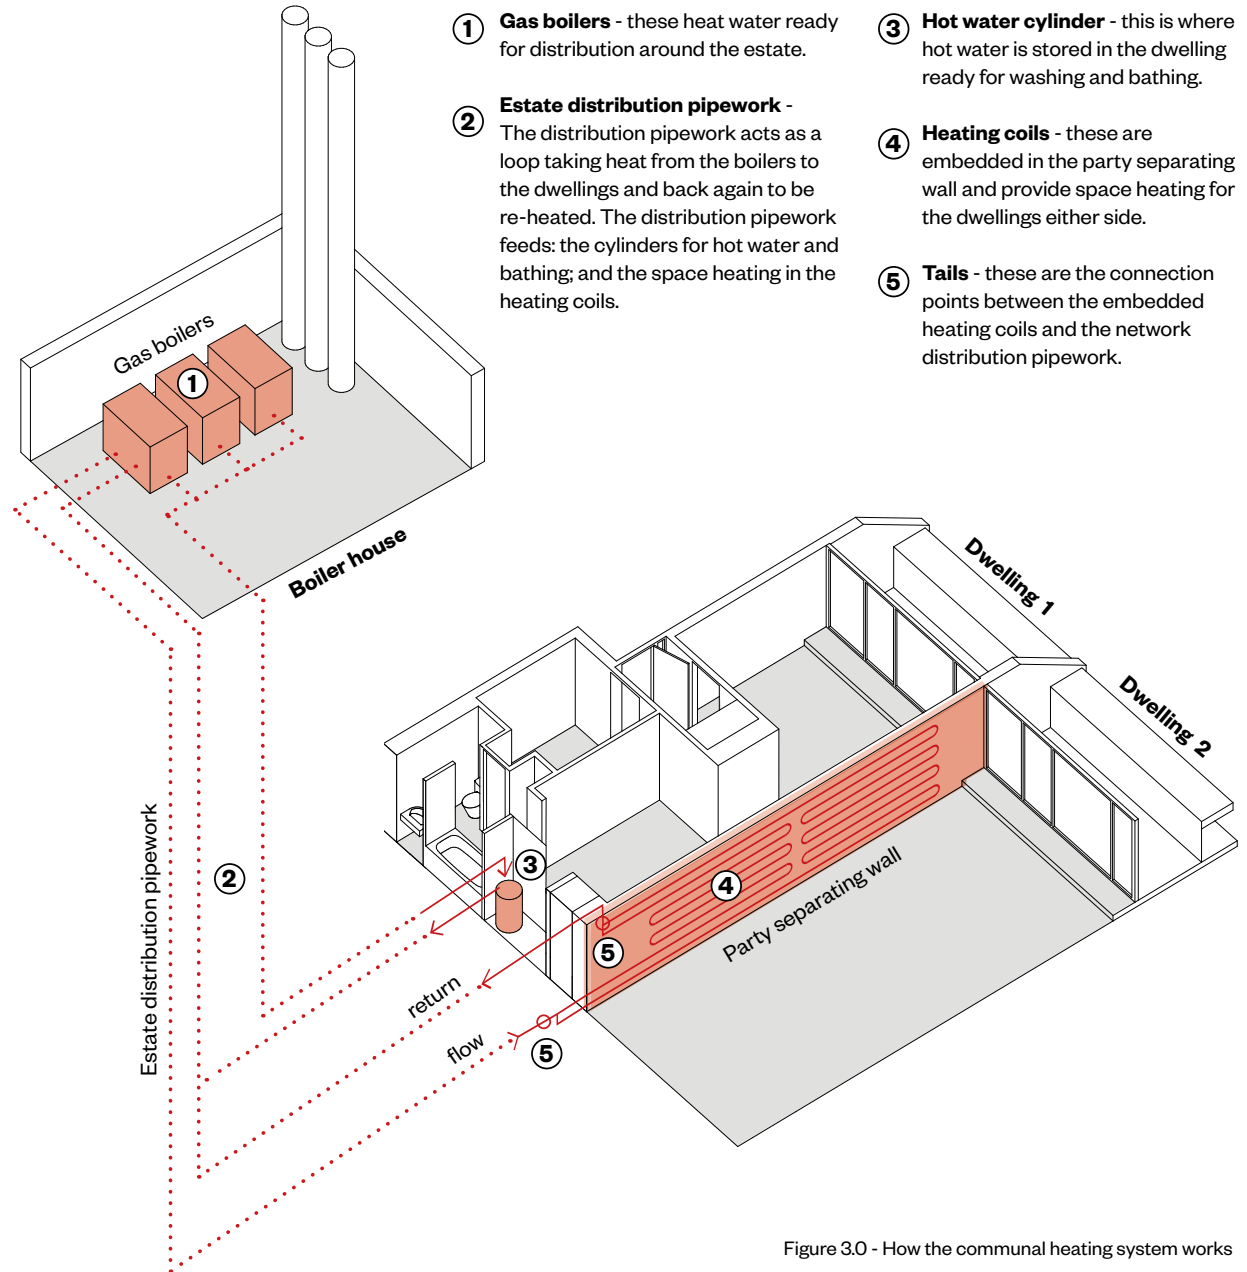 1
Gas boilers - these heat water ready
for distribution around the estate.
2
Estate distribution pipework -
The distribution pipework acts as a
loop taking heat from the boilers to
the dwellings and back again to be
re-heated. The distribution pipework
feeds: the cylinders for hot water and
bathing; and the space heating in the
heating coils.
3
Hot water cylinder - this is where
hot water is stored in the dwelling
ready for washing and bathing.
4
Heating coils - these are
embedded in the party separating
wall and provide space heating for
the dwellings either side.
5
Tails - these are the connection
points between the embedded
heating coils and the network
distribution pipework.
Gas boilers
1
Boiler house
Dwelling 1
Dwelling 2
Estate distribution pipework
2
3
4
Party separating wall
5
return
flow
5
Figure 3.0 - How the communal heating system works